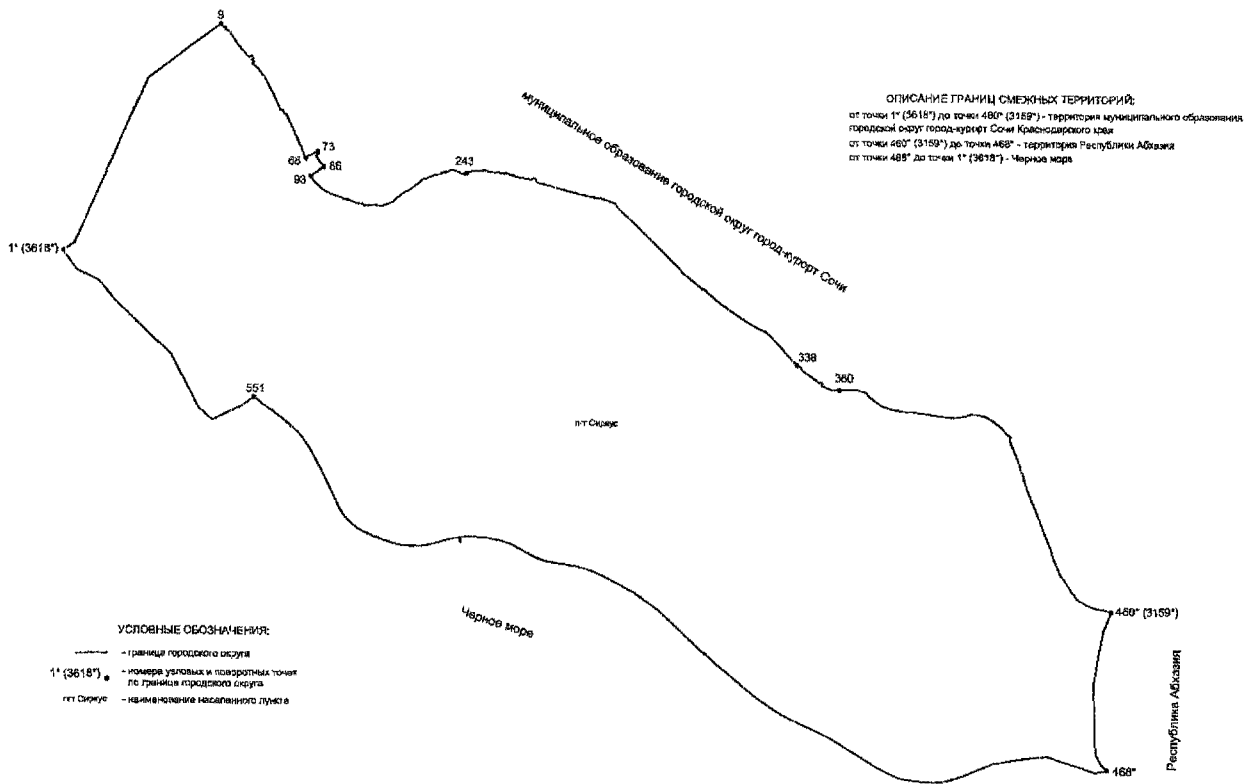 9
ОПИСАНИЕ ГРАНИЦ СМЕЖНЫХ ТЕРРИТОРИЙ:
от точки 1* (3618*) до точки 460* (3159*) - территория муниципального образования
городской округ город-курорт Сочи Краснодарского края
от точки 460* (3159*) до точки 468* - территория Республики Абхазия
от точки 468* до точки 1* (3618*) - Черное море
муниципальное образование городской округ город-курорт Сочи
68
73
86
93
243
1* (3618*)
338
360
551
пгт Сириус
460* (3159*)
Черное море
Республика Абхазия
468*
УСЛОВНЫЕ ОБОЗНАЧЕНИЯ:
- граница городского округа
1* (3618*) - номера узловых и поворотных точек
по границе городского округа
пгт Сириус - наименование населенного пункта